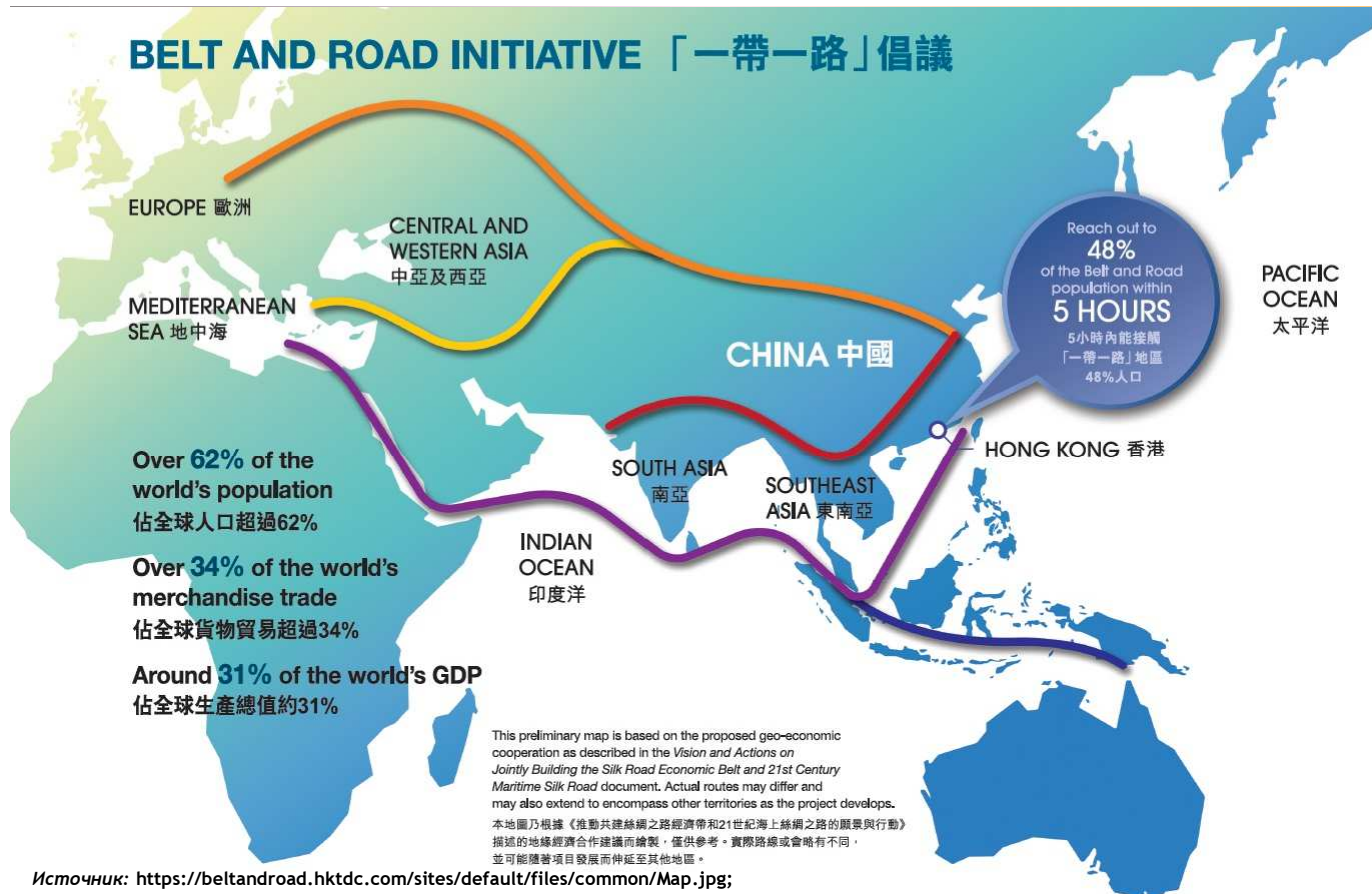 BELT AND ROAD INITIATIVE 「一帶一路」倡議
EUROPE 歐洲
CENTRAL AND
WESTERN ASIA
中亞及西亞
MEDITERRANEAN
SEA 地中海
CHINA 中國
Reach out to
48%
of the Belt and Road
population within
5 HOURS
5小時內能接觸
「一帶一路」地區
48%人口
PACIFIC
OCEAN
太平洋
HONG KONG 香港
SOUTH ASIA
南亞
SOUTHEAST
ASIA 東南亞
INDIAN
OCEAN
印度洋
Over 62% of the
world's population
佔全球人口超過62%
Over 34% of the world's
merchandise trade
佔全球貨物貿易超過34%
Around 31% of the world's GDP
佔全球生產總值約31%
This preliminary map is based on the proposed geo-economic
cooperation as described in the Vision and Actions on
Jointly Building the Silk Road Economic Belt and 21st Century
Maritime Silk Road document. Actual routes may differ and
may also extend to encompass other territories as the project develops.
本地圖乃根據《推動共建絲綢之路經濟帶和21世紀海上絲綢之路的願景與行動》
描述的地緣經濟合作建議而繪製，僅供參考。實際路線或會略有不同，
並可能隨著項目發展而伸延至其他地區。
Источник: https://beltandroad.hktdc.com/sites/default/files/common/Map.jpg;